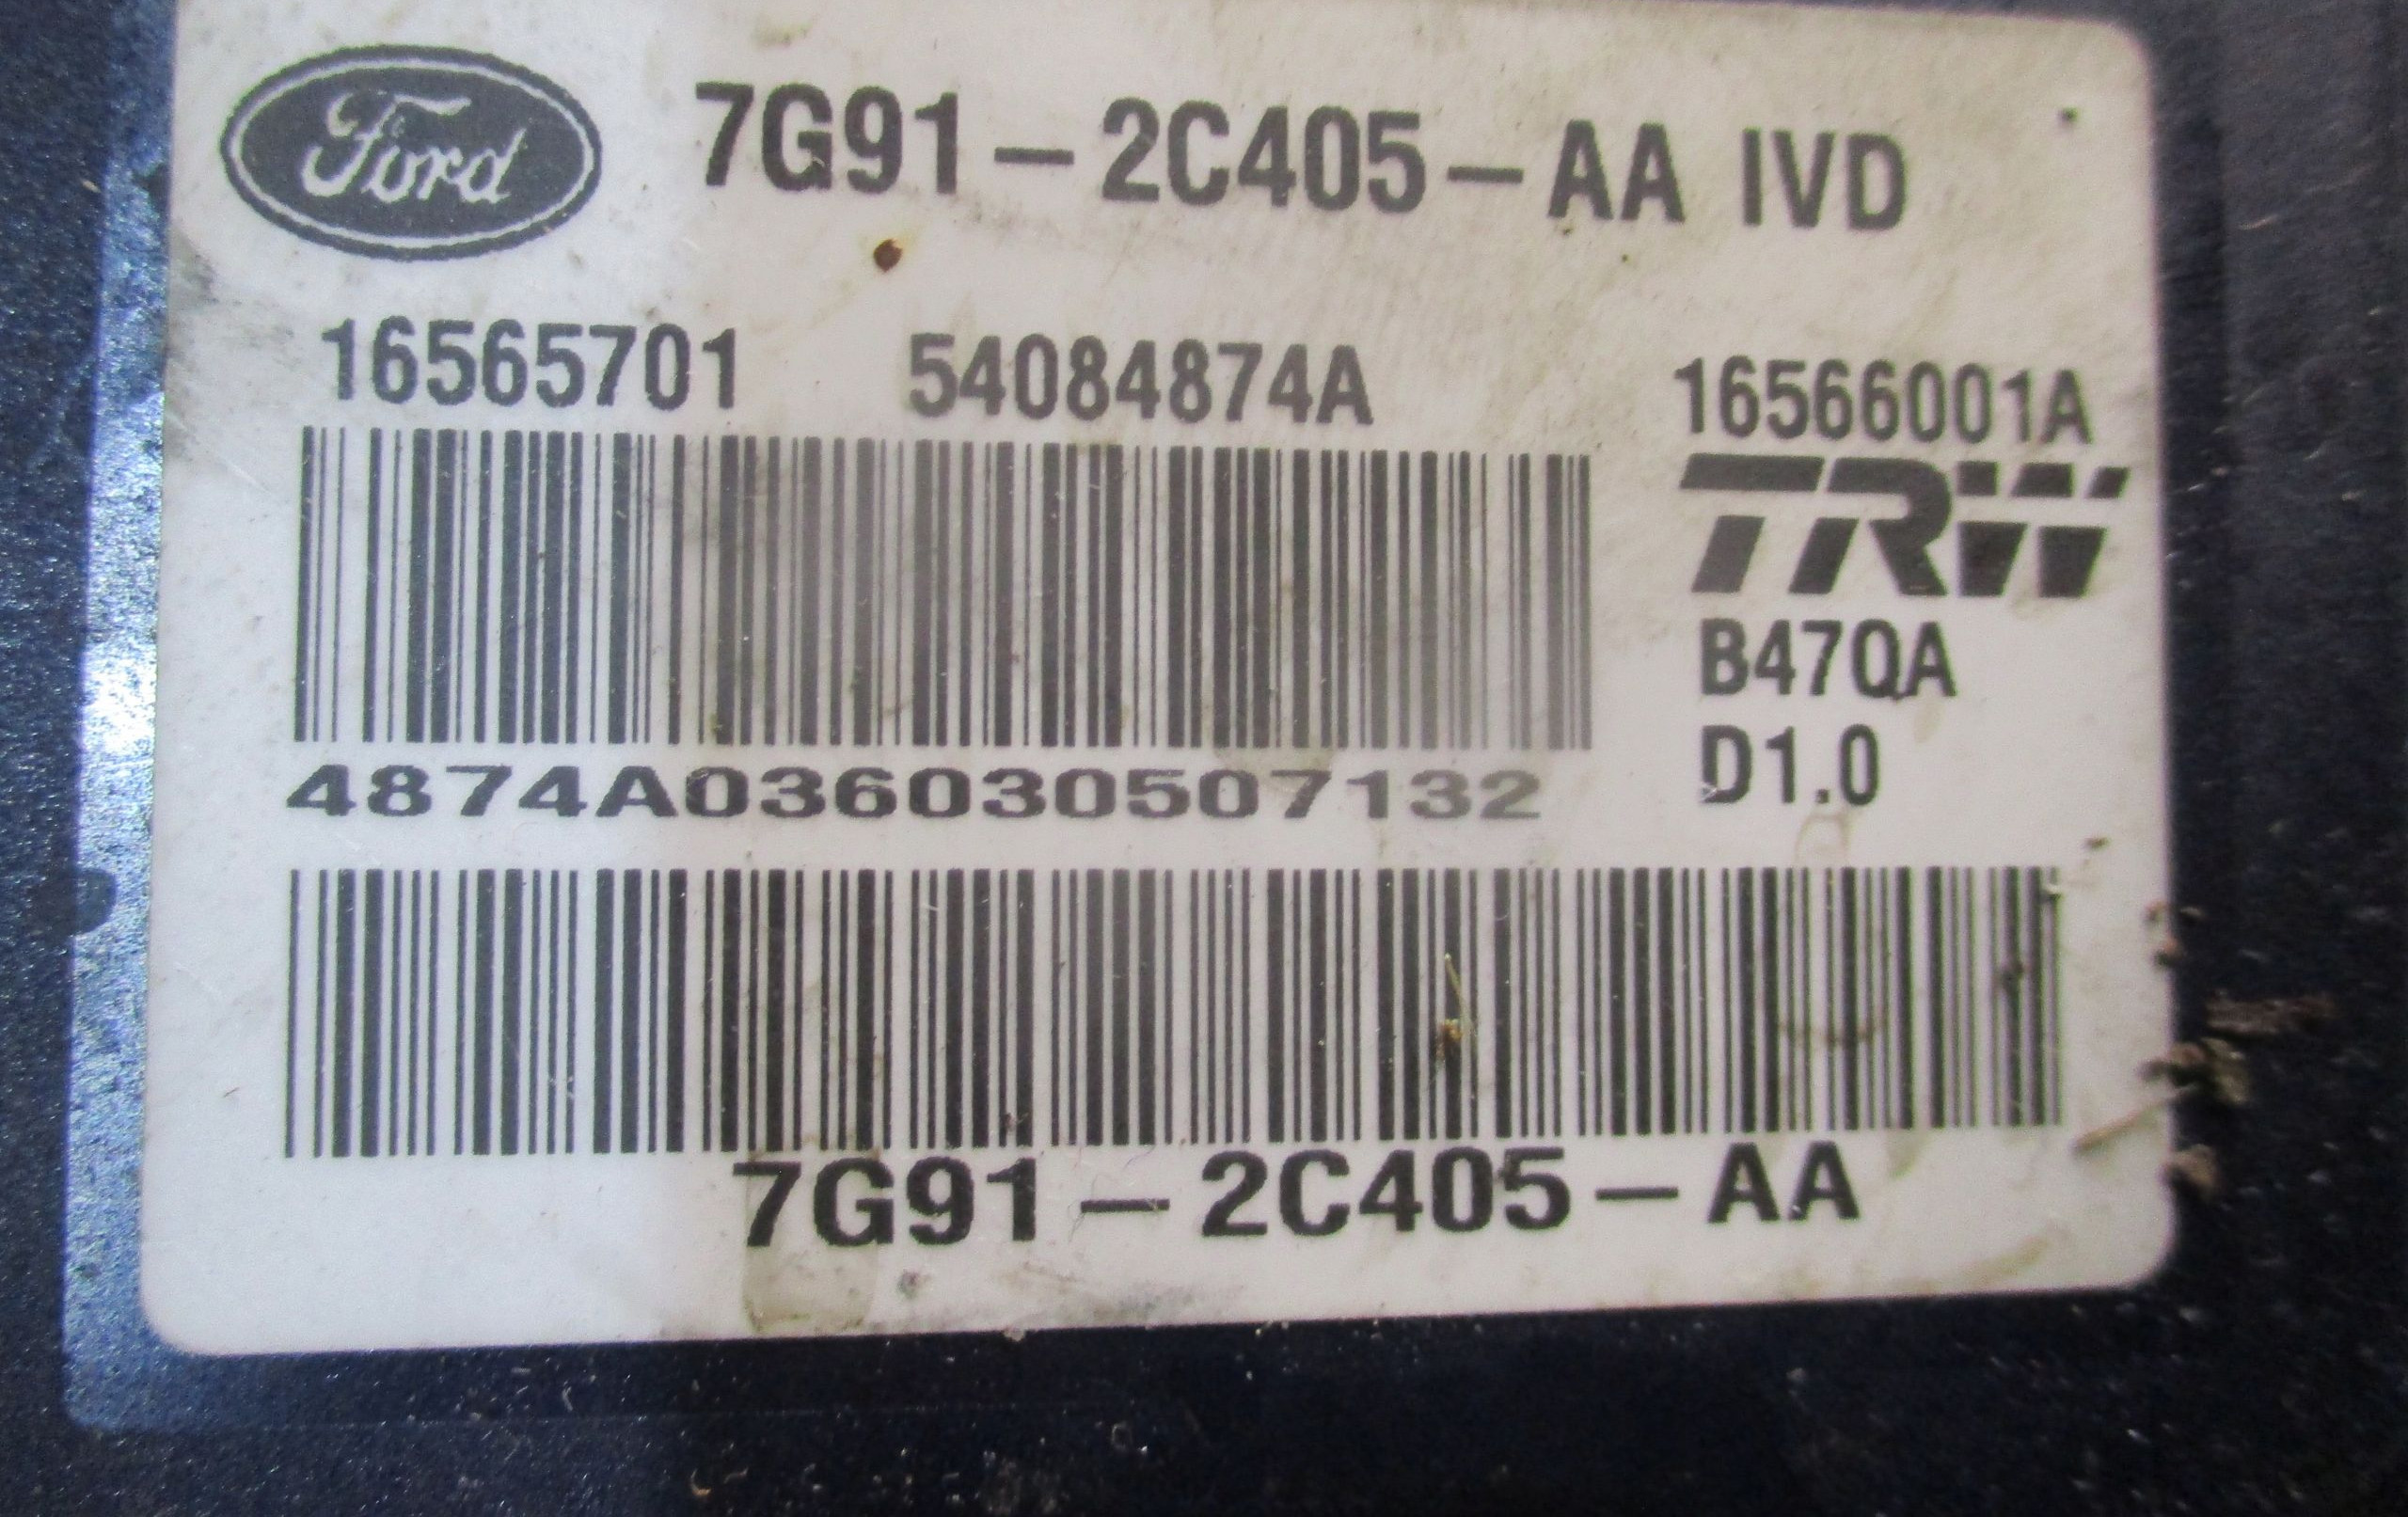 Ford 7G91-2C405-AA IVD
16565701 54084874A 16566001A
TRW
B47QA
D1.0
4874A036030507132
7G91-2C405-AA